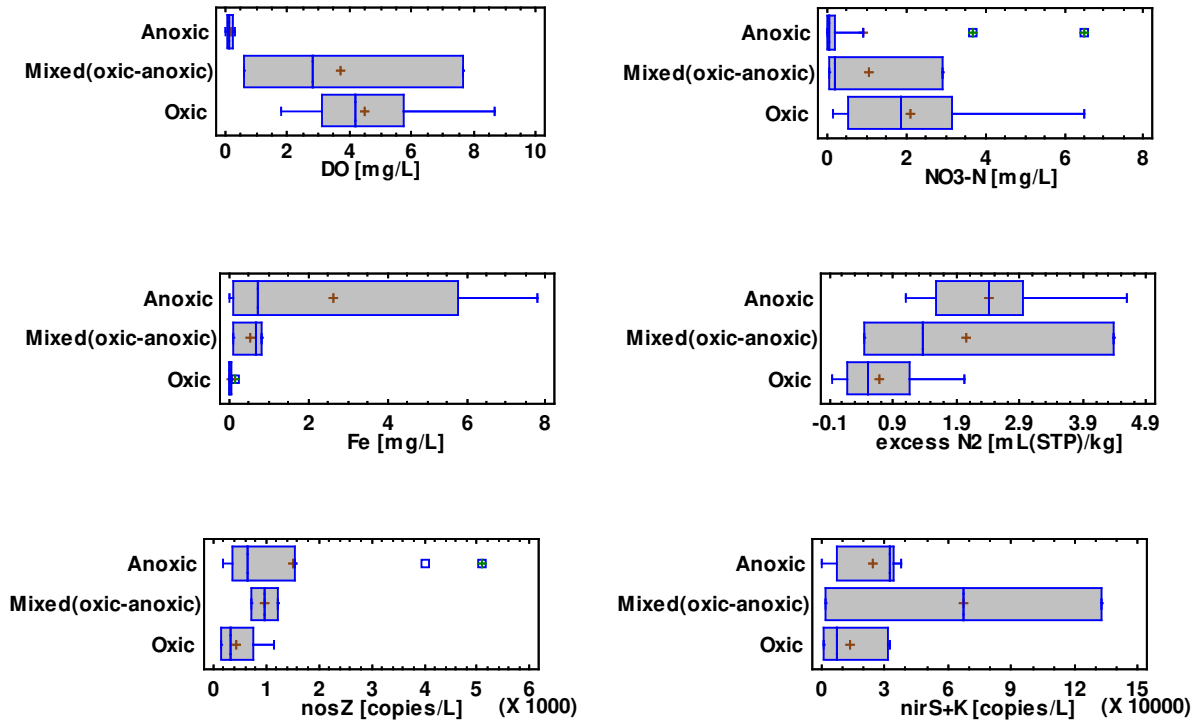 Anoxic
Mixed(oxic-anoxic)
Oxic
0 2 4 6 8 10
DO [mg/L]
Anoxic
Mixed(oxic-anoxic)
Oxic
0 2 4 6 8
NO3-N [mg/L]
Anoxic
Mixed(oxic-anoxic)
Oxic
0 2 4 6 8
Fe [mg/L]
Anoxic
Mixed(oxic-anoxic)
Oxic
-0.1 0.9 1.9 2.9 3.9 4.9
excess N2 [mL(STP)/kg]
Anoxic
Mixed(oxic-anoxic)
Oxic
0 1 2 3 4 5 6
nosZ [copies/L] (X 1000)
Anoxic
Mixed(oxic-anoxic)
Oxic
0 3 6 9 12 15
nirS+K [copies/L] (X 10000)